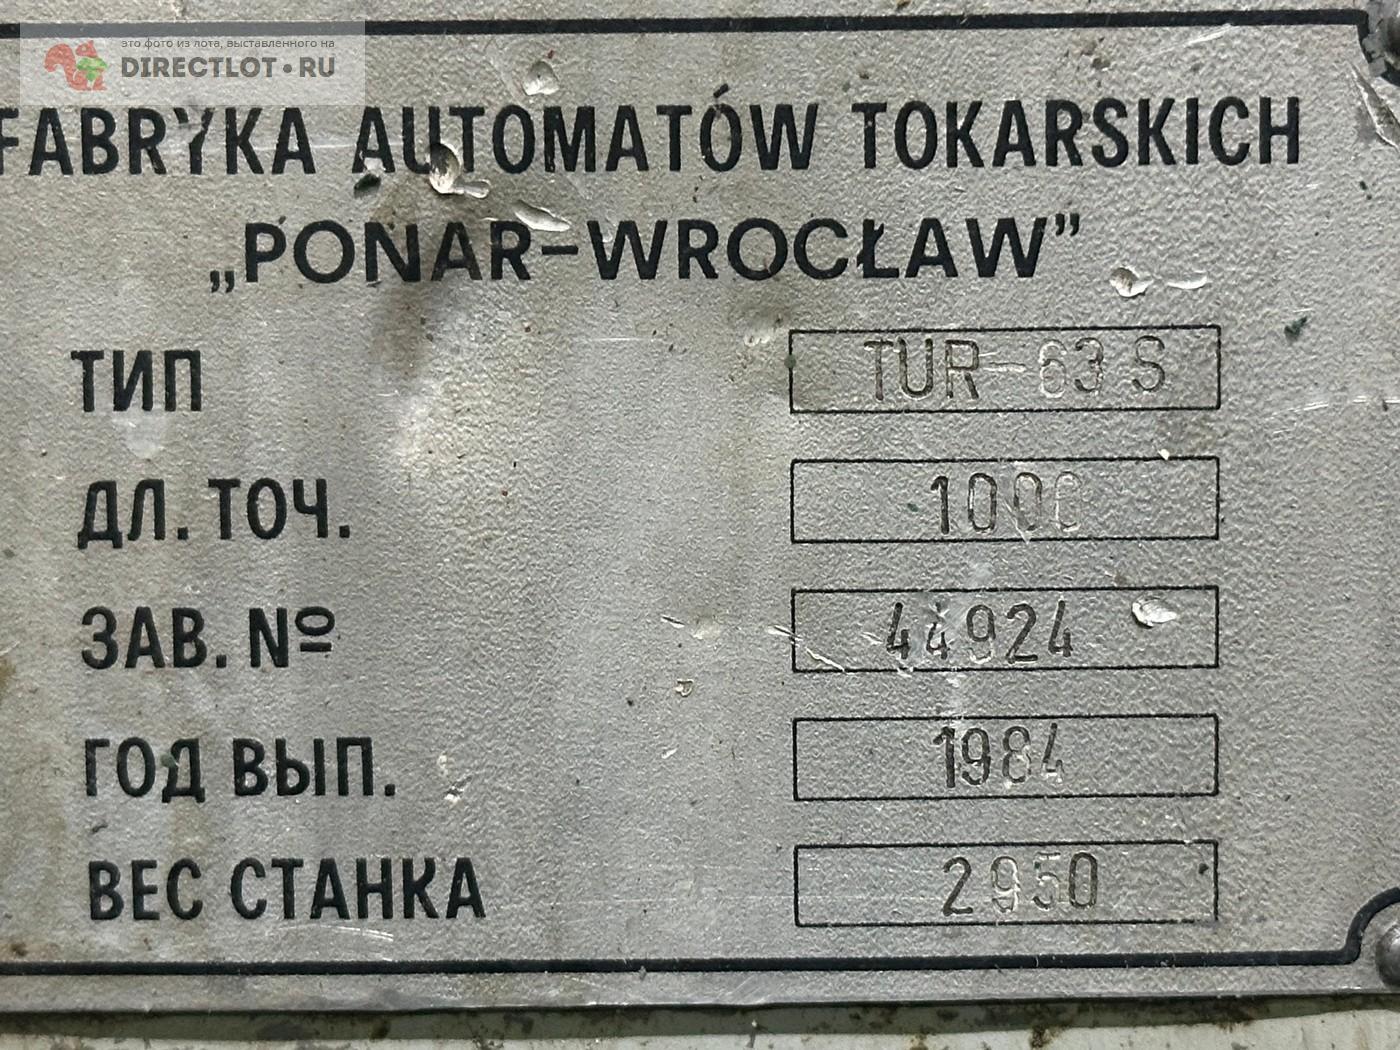 это фото из лота, выставленного на
DIRECTLOT.RU
FABRYKA AUTOMATÓW TOKARSKICH
„PONAR-WROCŁAW”
ТИП TUR-63 S
ДЛ. ТОЧ. 1000
ЗАВ. № 44924
ГОД ВЫП. 1984
ВЕС СТАНКА 2950